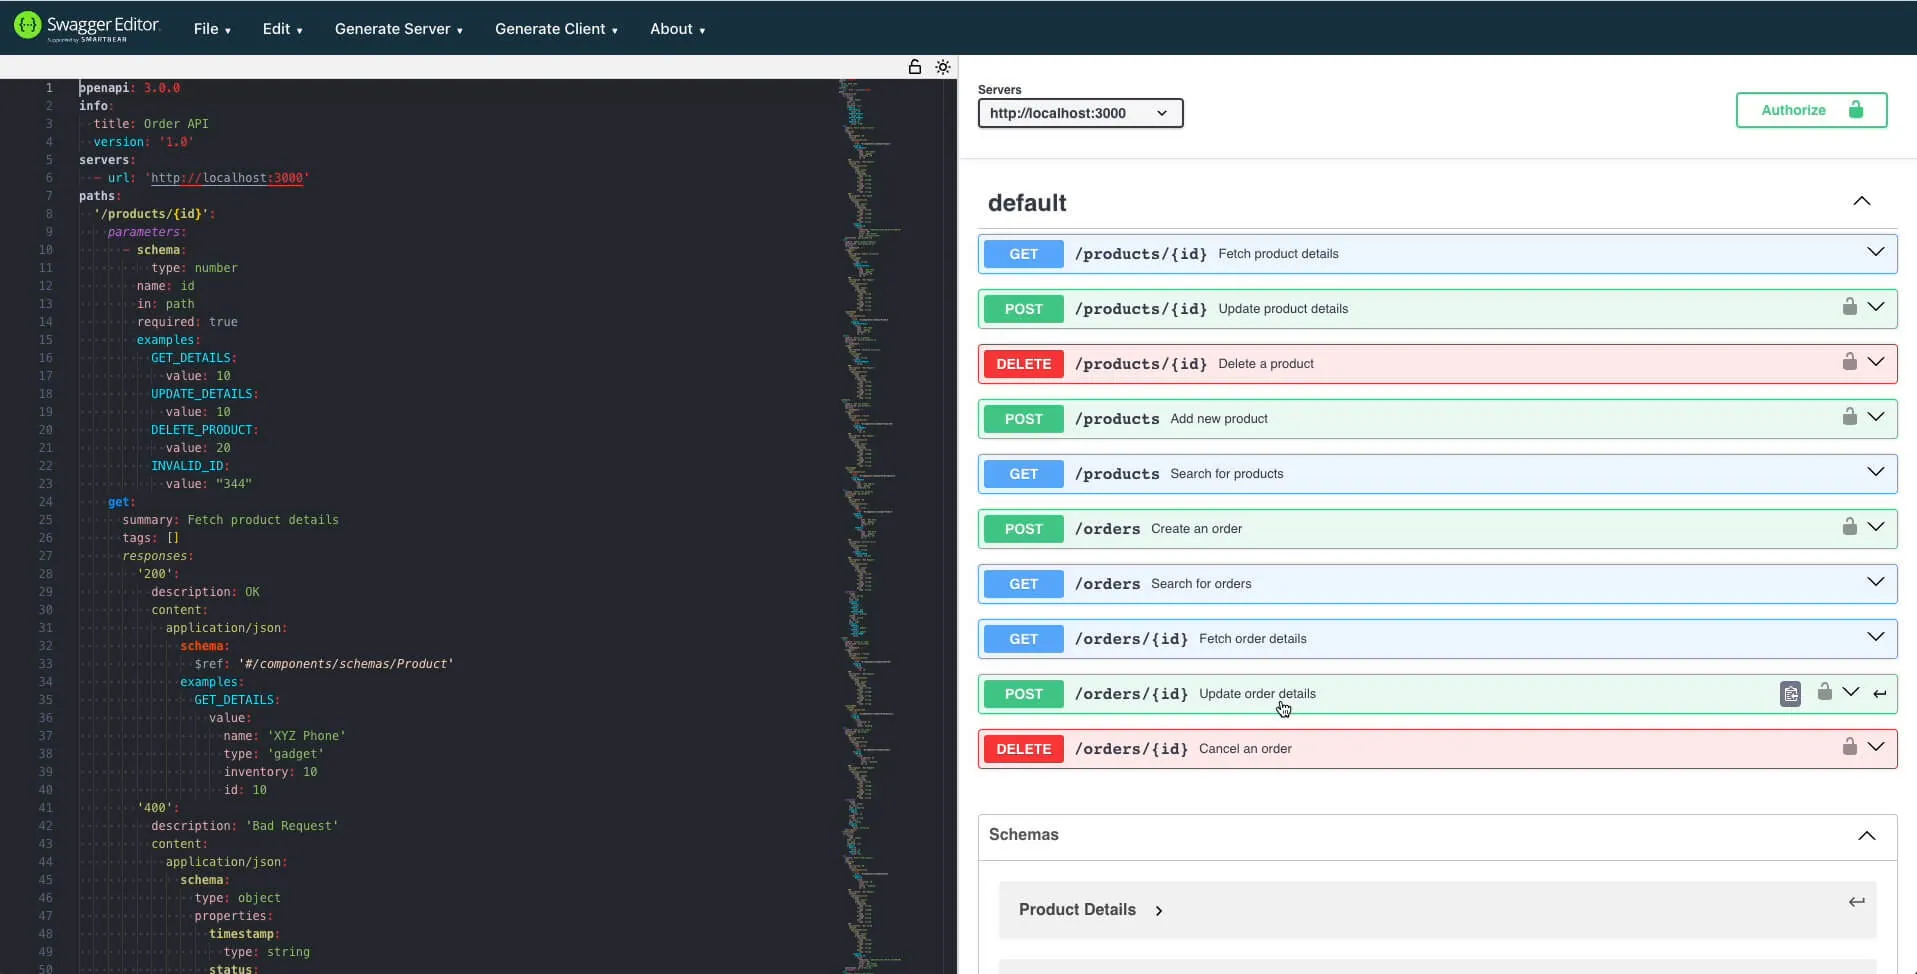 Swagger Editor
Supported by SMARTBEAR
File ▾ Edit ▾ Generate Server ▾ Generate Client ▾ About ▾
1 openapi: 3.0.0
2 info:
3 title: Order API
4 version: '1.0'
5 servers:
6 - url: 'http://localhost:3000'
7 paths:
8 '/products/{id}':
9 parameters:
10 - schema:
11 type: number
12 name: id
13 in: path
14 required: true
15 examples:
16 GET_DETAILS:
17 value: 10
18 UPDATE_DETAILS:
19 value: 10
20 DELETE_PRODUCT:
21 value: 20
22 INVALID_ID:
23 value: "344"
24 get:
25 summary: Fetch product details
26 tags: []
27 responses:
28 '200':
29 description: OK
30 content:
31 application/json:
32 schema:
33 $ref: '#/components/schemas/Product'
34 examples:
35 GET_DETAILS:
36 value:
37 name: 'XYZ Phone'
38 type: 'gadget'
39 inventory: 10
40 id: 10
41 '400':
42 description: 'Bad Request'
43 content:
44 application/json:
45 schema:
46 type: object
47 properties:
48 timestamp:
49 type: string
50 status:
Servers
http://localhost:3000
Authorize
default
GET /products/{id} Fetch product details
POST /products/{id} Update product details
DELETE /products/{id} Delete a product
POST /products Add new product
GET /products Search for products
POST /orders Create an order
GET /orders Search for orders
GET /orders/{id} Fetch order details
POST /orders/{id} Update order details
DELETE /orders/{id} Cancel an order
Schemas
Product Details